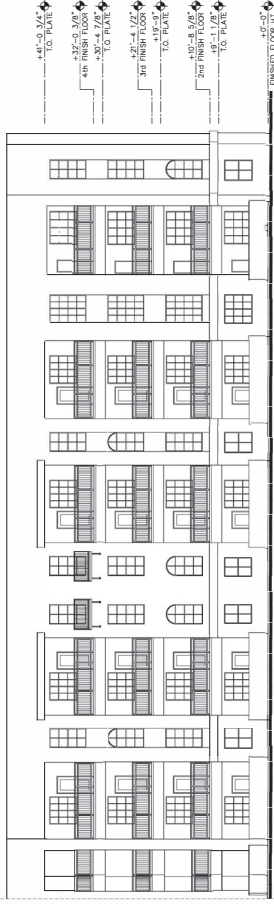 +41'-0 3/4"
T.O. PLATE
+32'-0 3/8"
4th FINISH FLOOR
+30'-4 7/8"
T.O. PLATE
+21'-4 1/2"
3rd FINISH FLOOR
+19'-9"
T.O. PLATE
+10'-8 5/8"
2nd FINISH FLOOR
+9'-1 1/8"
T.O. PLATE
+0'-0"
FINISHED FLOOR HT